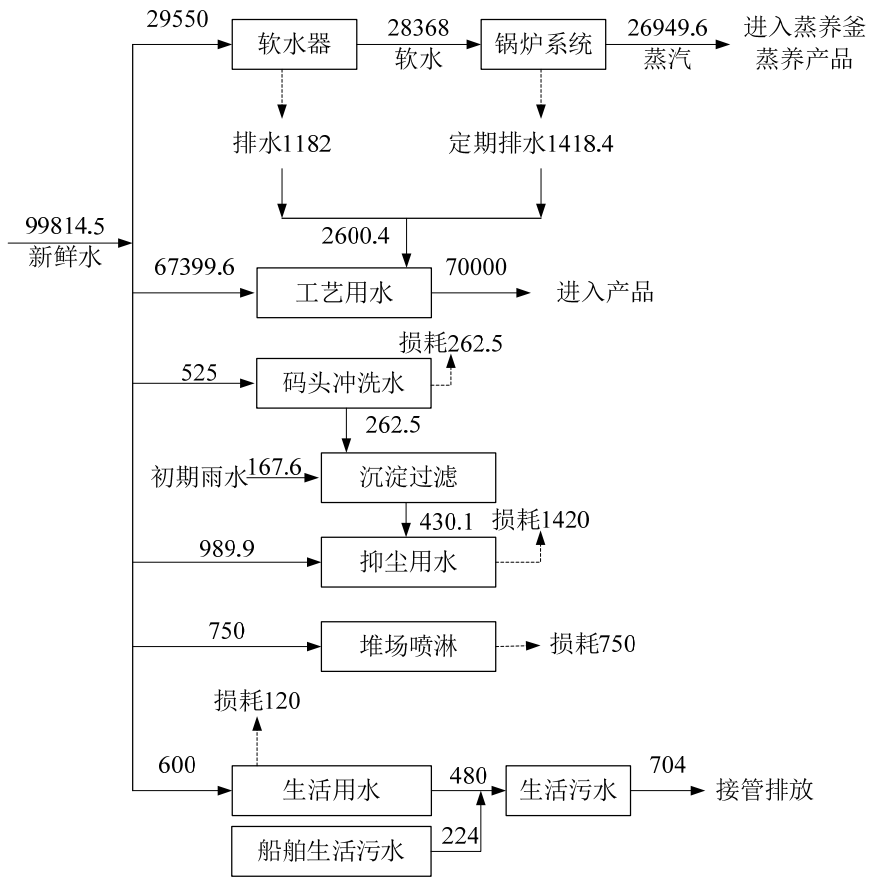 29550
软水器
28368
软水
锅炉系统
26949.6
蒸汽
进入蒸养釜
蒸养产品
排水1182
定期排水1418.4
99814.5
新鲜水
2600.4
67399.6
工艺用水
70000
进入产品
损耗262.5
525
码头冲洗水
262.5
初期雨水
167.6
沉淀过滤
430.1
损耗1420
989.9
抑尘用水
750
堆场喷淋
损耗750
损耗120
600
生活用水
480
生活污水
704
接管排放
船舶生活污水
224